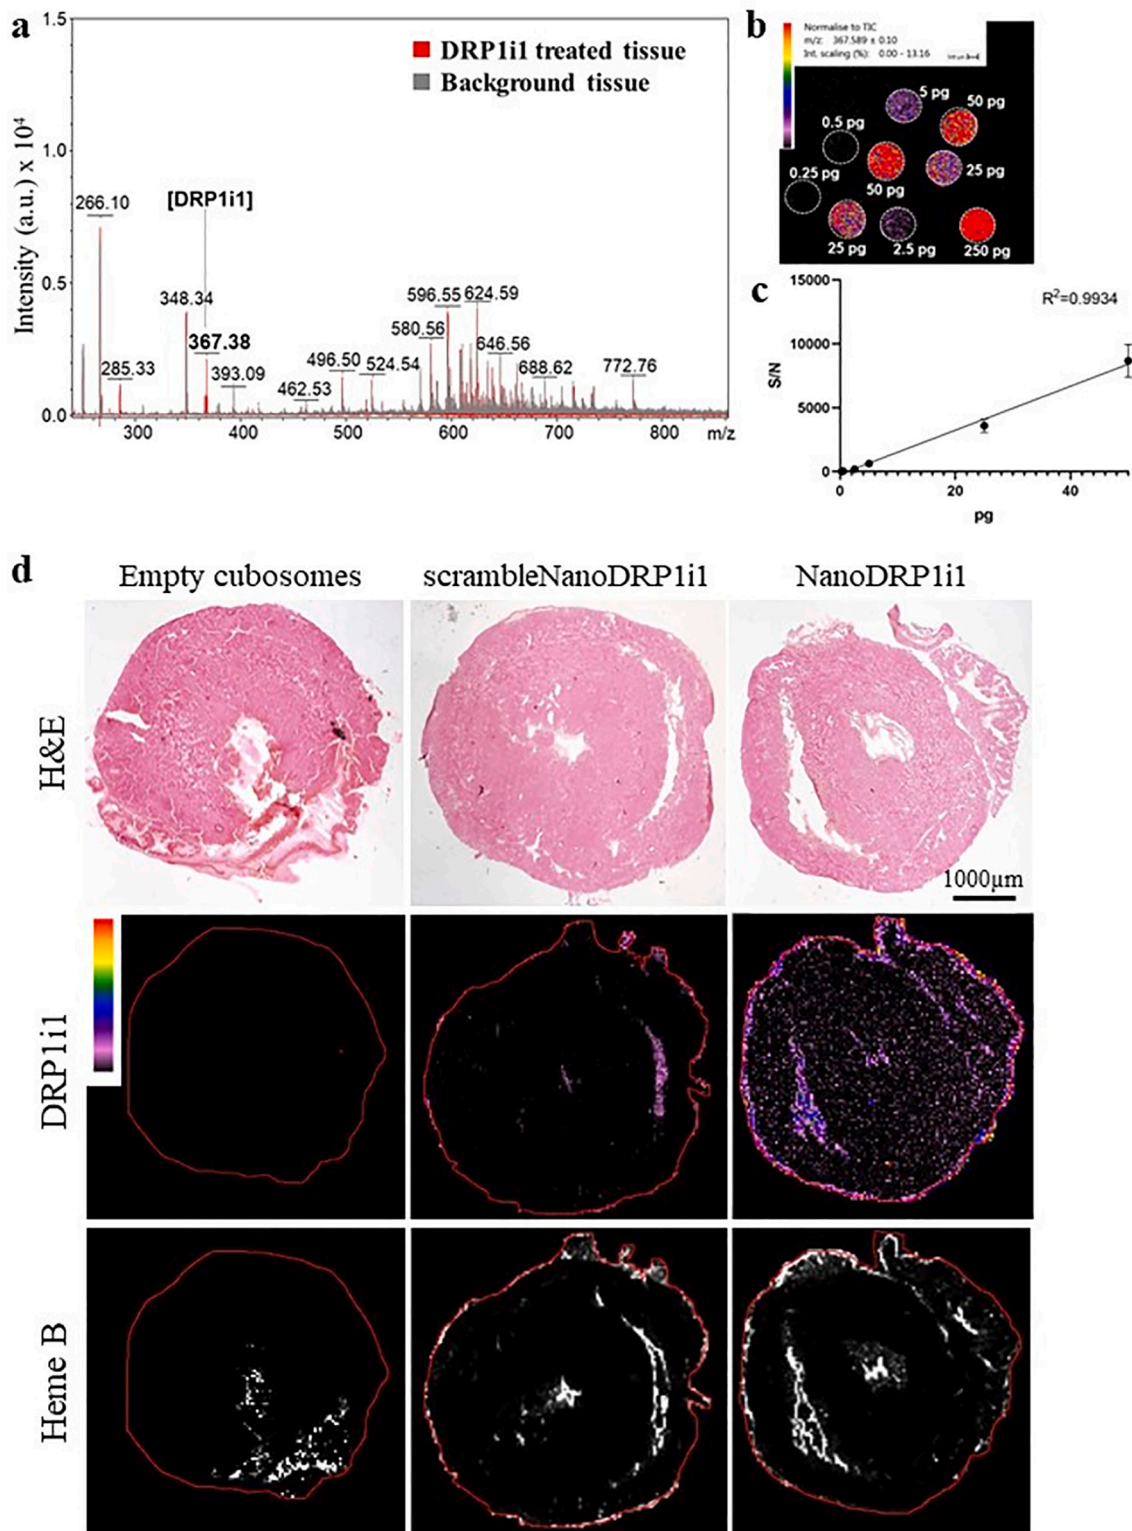 a
1.5
1.0
0.5
0.0
Intensity (a.u.) x 10⁴
DRP1i1 treated tissue
Background tissue
[DRP1i1]
266.10
285.33
348.34
367.38
393.09
462.53
496.50
524.54
580.56
596.55
624.59
646.56
688.62
772.76
300 400 500 600 700 800 m/z
b
Normalise to TIC
m/z: 367.589 ± 0.10
Int. scaling (%): 0.00 - 13.16
5 pg
50 pg
0.5 pg
0.25 pg
50 pg
25 pg
25 pg
2.5 pg
250 pg
c
15000
10000
5000
0
S/N
R²=0.9934
0 20 40
pg
d
Empty cubosomes scrambleNanoDRP1i1 NanoDRP1i1
H&E
1000µm
DRP1i1
Heme B